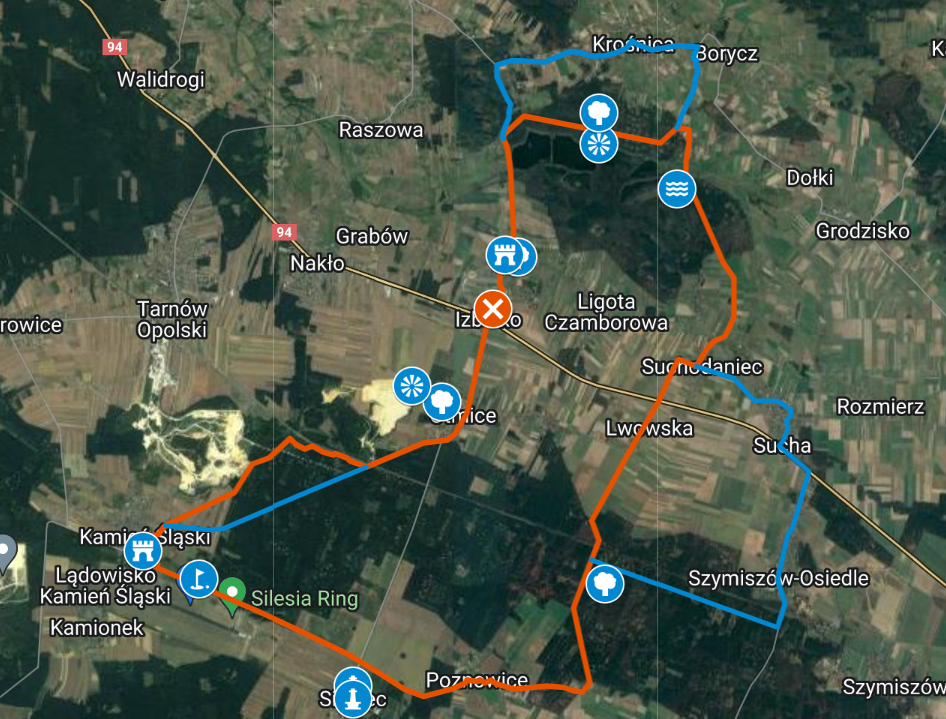 Krośnica
Borycz
94
Walidrogi
Raszowa
Dołki
94
Grabów
Grodzisko
Nakło
Tarnów
Opolski
Ligota
Czamborowa
rowice
Suchodaniec
Rozmierz
Lwowska
Sucha
Kamień Śląski
Lądowisko
Kamień Śląski
Silesia Ring
Szymiszów-Osiedle
Kamionek
Poznowice
Szymiszów